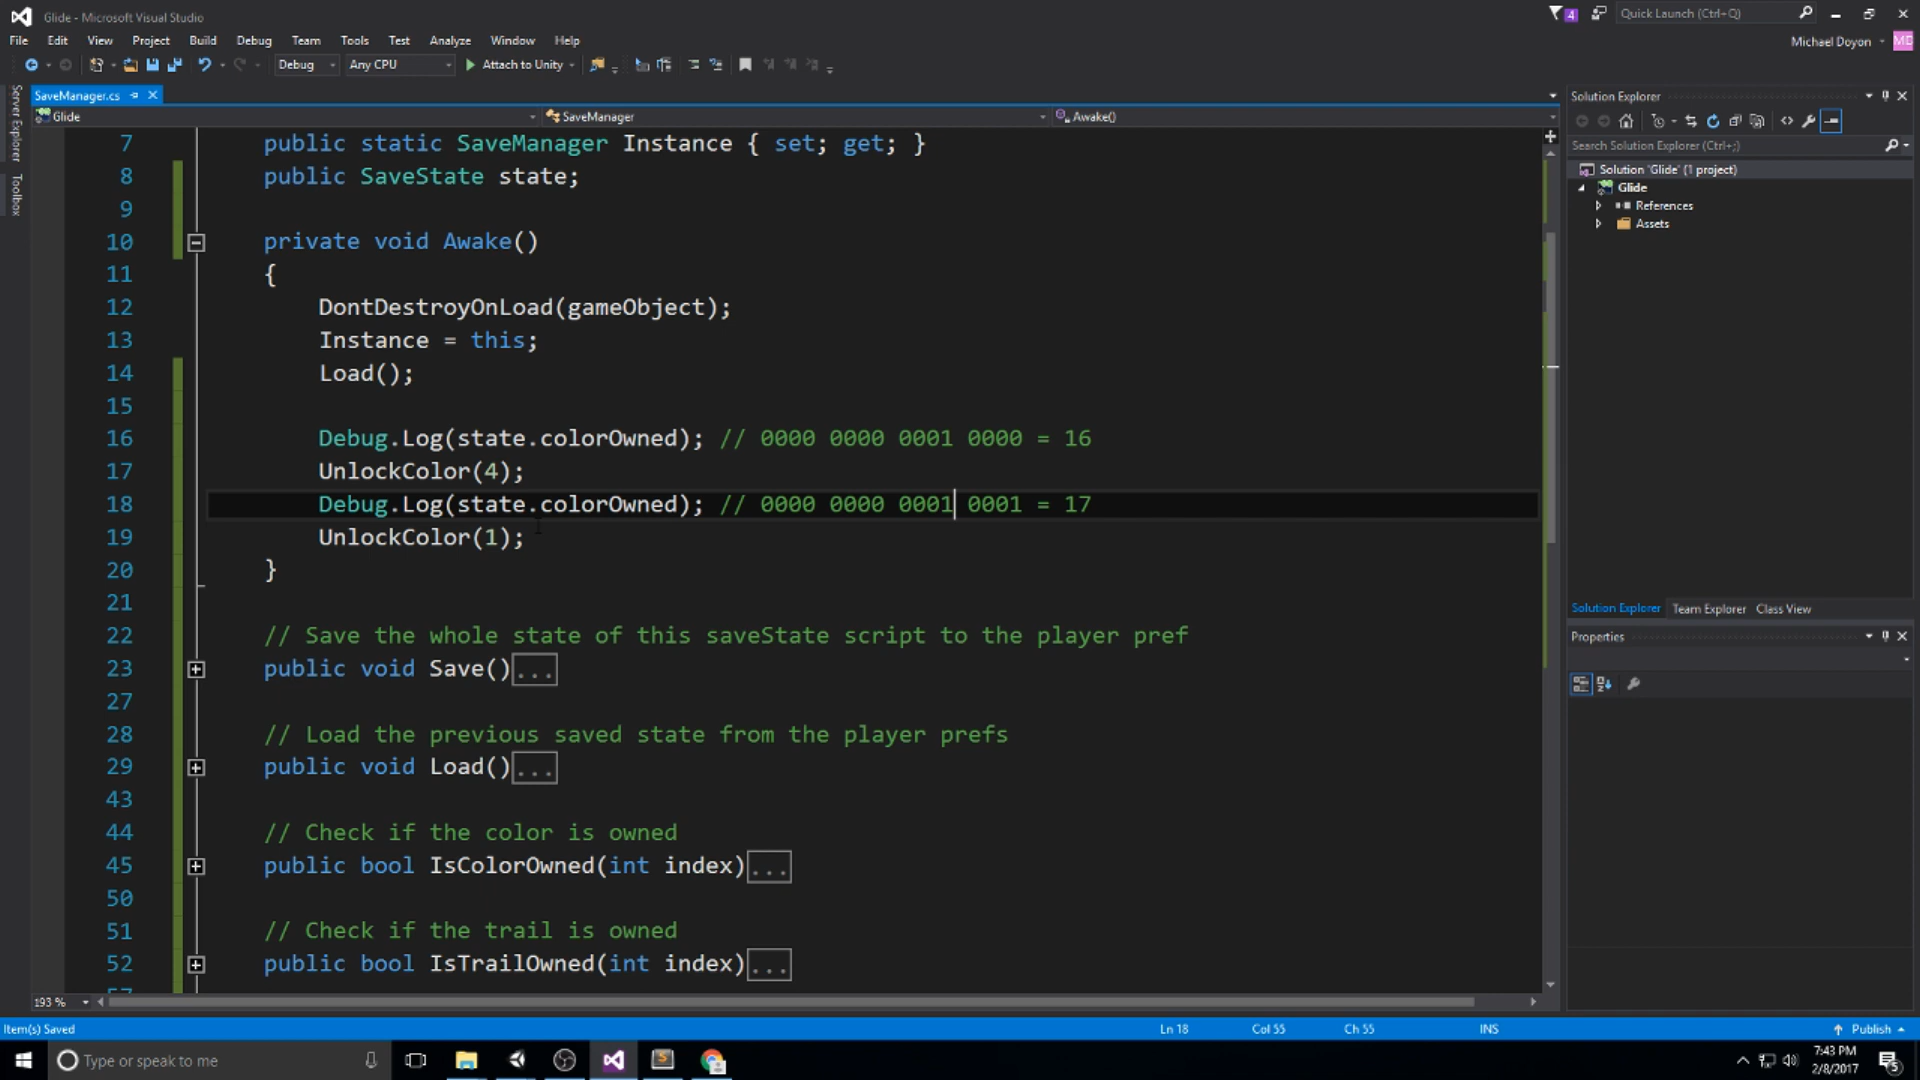 Glide - Microsoft Visual Studio
4
Quick Launch (Ctrl+Q)
File Edit View Project Build Debug Team Tools Test Analyze Window Help
Michael Doyon
MD
Debug Any CPU Attach to Unity
Server Explorer
Toolbox
SaveManager.cs
Glide SaveManager Awake()
7 public static SaveManager Instance { set; get; }
8 public SaveState state;
9
10 private void Awake()
11 {
12 DontDestroyOnLoad(gameObject);
13 Instance = this;
14 Load();
15
16 Debug.Log(state.colorOwned); // 0000 0000 0001 0000 = 16
17 UnlockColor(4);
18 Debug.Log(state.colorOwned); // 0000 0000 0001 0001 = 17
19 UnlockColor(1);
20 }
21
22 // Save the whole state of this saveState script to the player pref
23 public void Save()...
27
28 // Load the previous saved state from the player prefs
29 public void Load()...
43
44 // Check if the color is owned
45 public bool IsColorOwned(int index)...
50
51 // Check if the trail is owned
52 public bool IsTrailOwned(int index)...
57
193 %
Solution Explorer
Search Solution Explorer (Ctrl+;)
Solution 'Glide' (1 project)
Glide
References
Assets
Solution Explorer Team Explorer Class View
Properties
Item(s) Saved Ln 18 Col 55 Ch 55 INS Publish
Type or speak to me
7:43 PM
2/8/2017
5